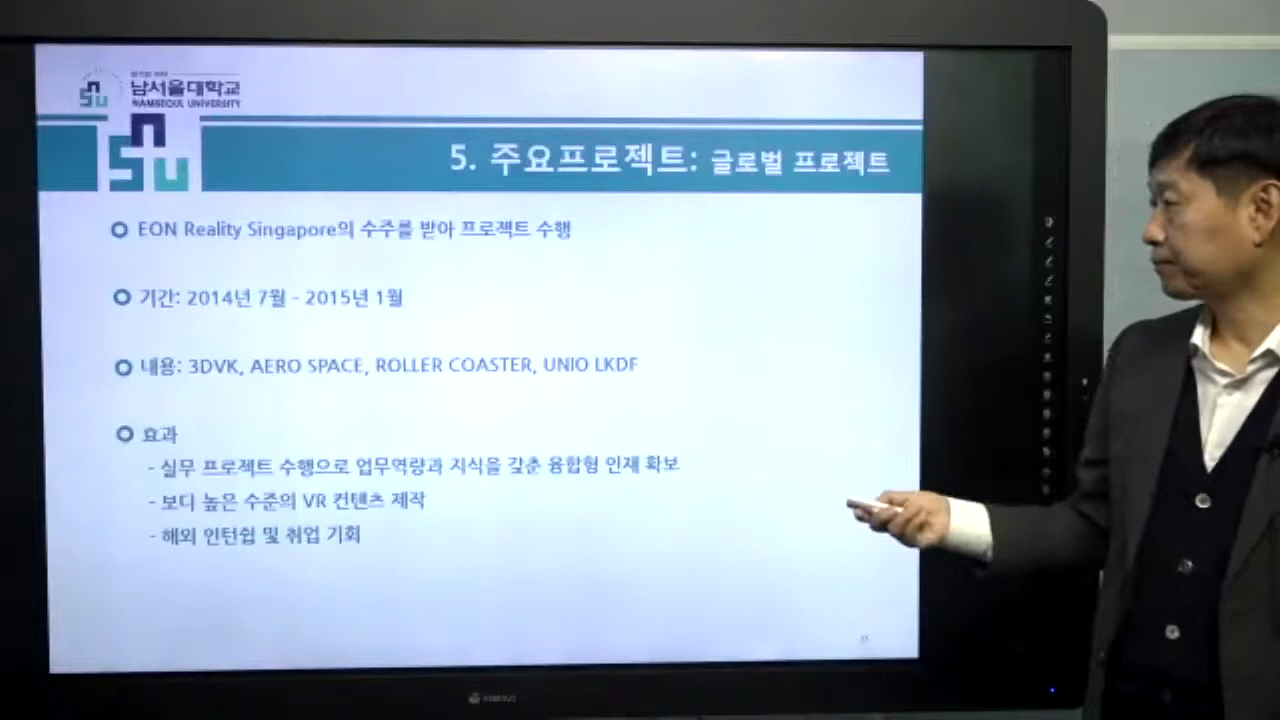 남서울대학교
NAMSEOUL UNIVERSITY
nsu
nsu
5. 주요프로젝트: 글로벌 프로젝트
EON Reality Singapore의 수주를 받아 프로젝트 수행
기간: 2014년 7월 - 2015년 1월
내용: 3DVK, AERO SPACE, ROLLER COASTER, UNIO LKDF
효과
- 실무 프로젝트 수행으로 업무역량과 지식을 갖춘 융합형 인재 확보
- 보다 높은 수준의 VR 컨텐츠 제작
- 해외 인턴쉽 및 취업 기회